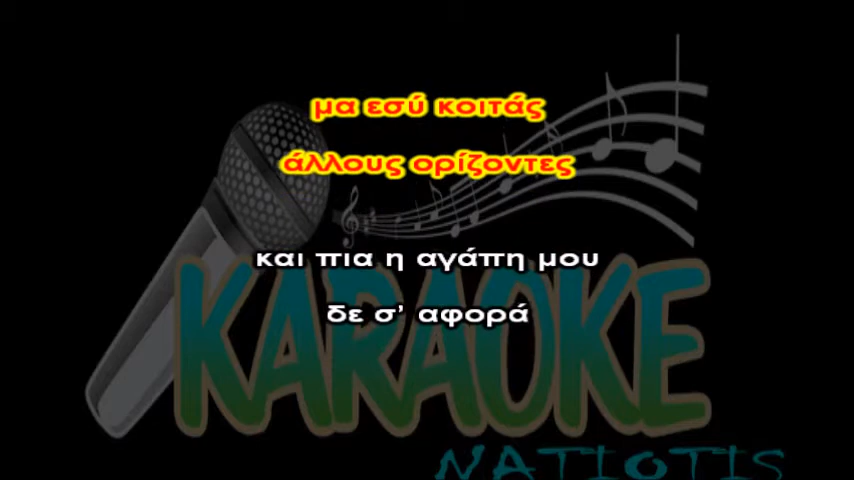 μα εσύ κοιτάς
άλλους ορίζοντες
και πια η αγάπη μου
δε σ' αφορά
KARAOKE
NATIOTIS